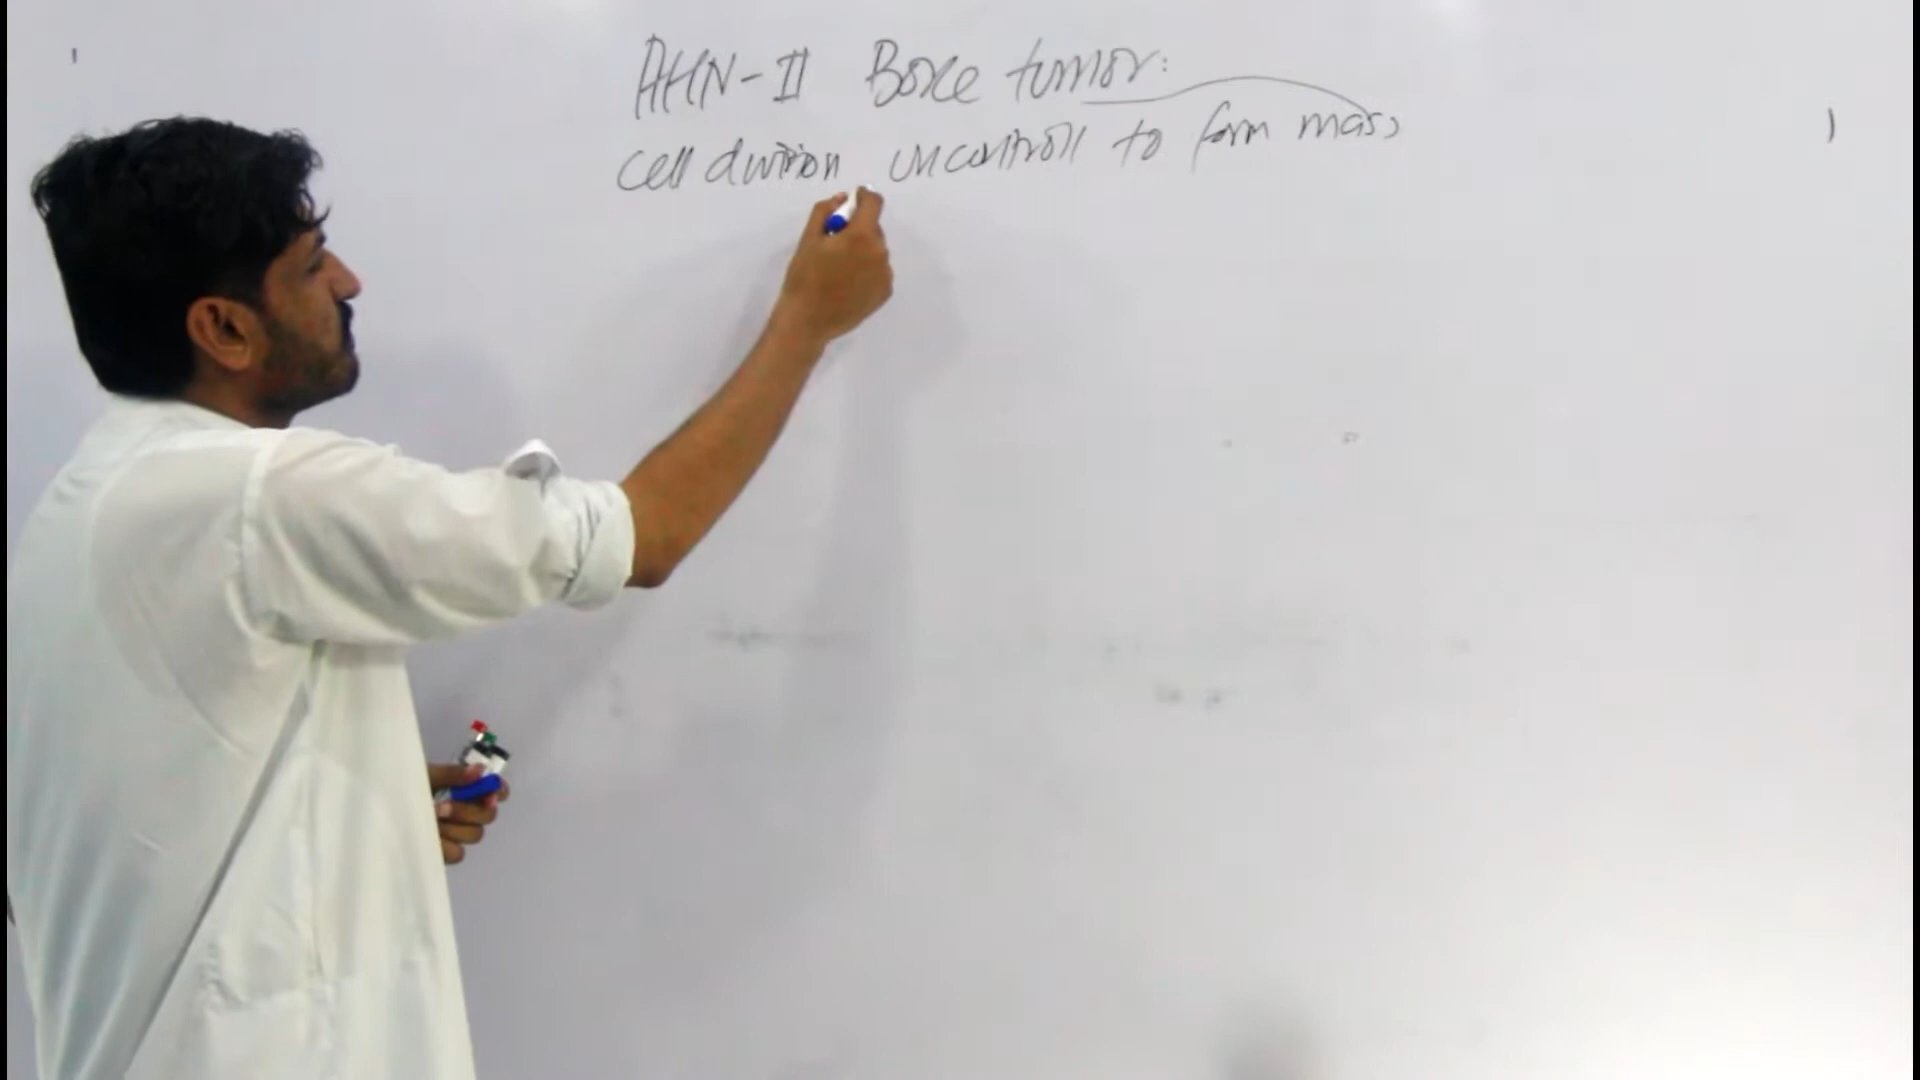 AHN-II Bone tumor:
cell division uncontroll to form mass